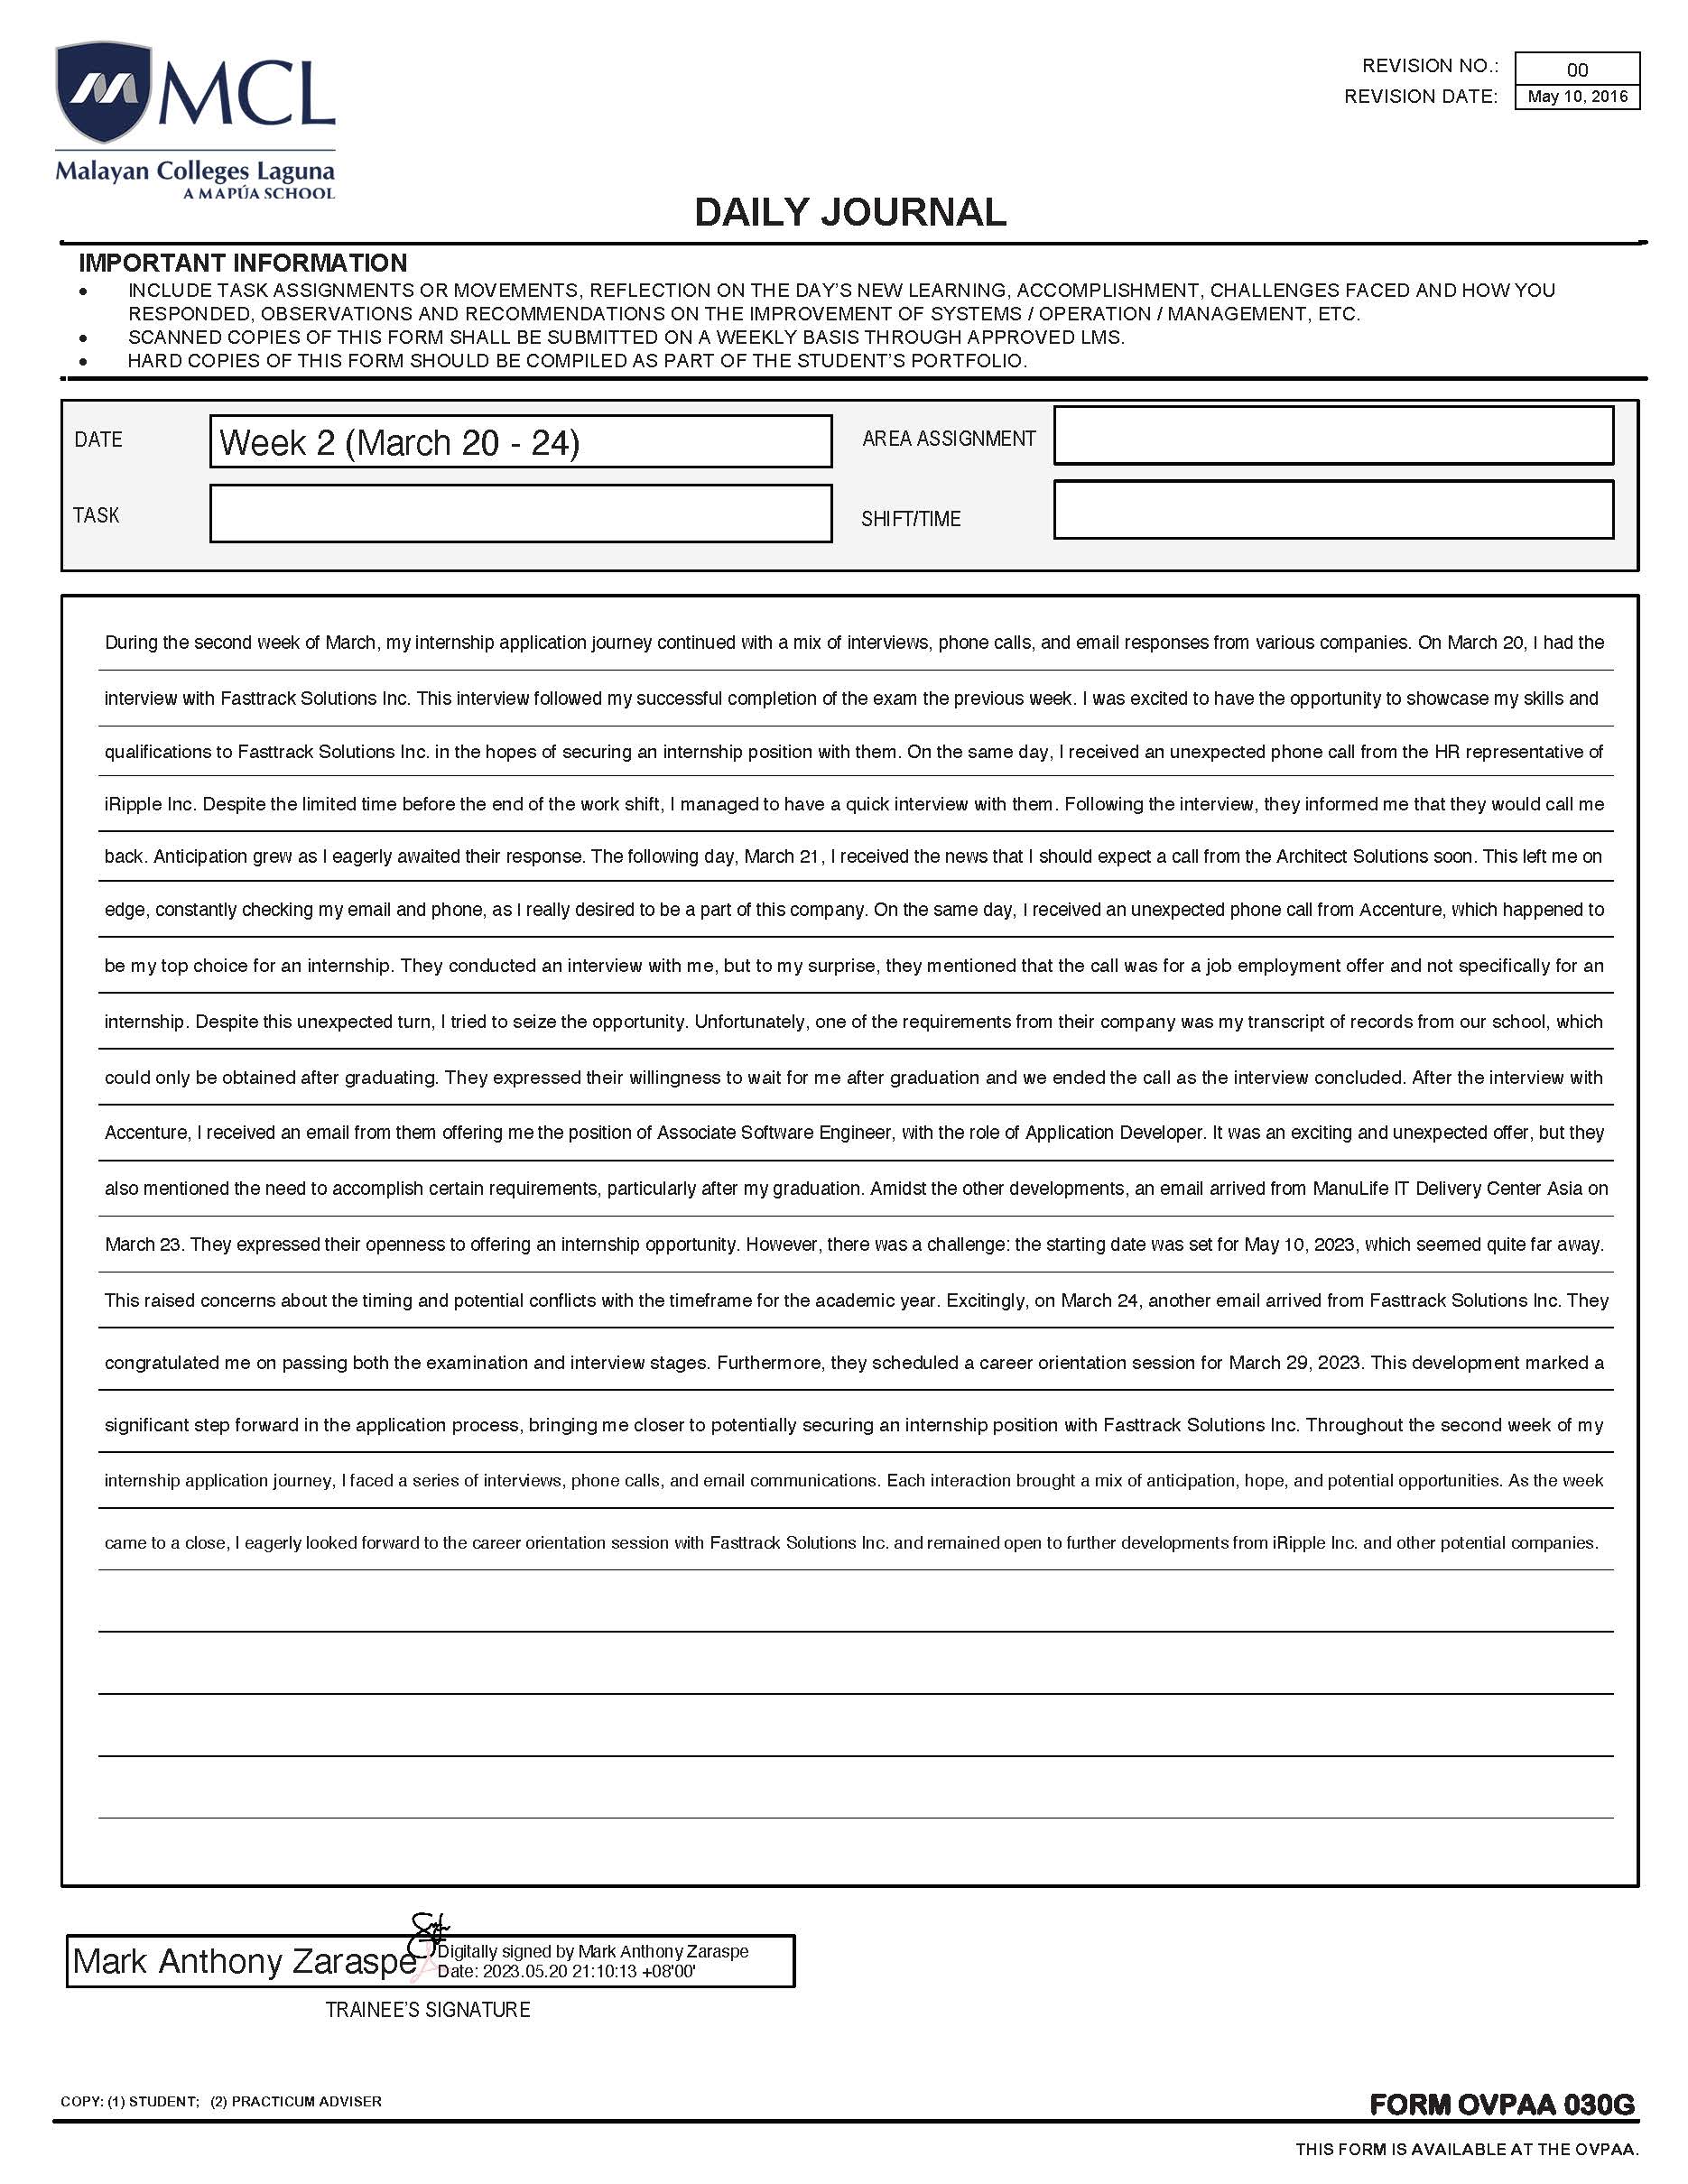 MCL
Malayan Colleges Laguna
A MAPÚA SCHOOL
REVISION NO.: 00
REVISION DATE: May 10, 2016
DAILY JOURNAL
IMPORTANT INFORMATION
• INCLUDE TASK ASSIGNMENTS OR MOVEMENTS, REFLECTION ON THE DAY'S NEW LEARNING, ACCOMPLISHMENT, CHALLENGES FACED AND HOW YOU
RESPONDED, OBSERVATIONS AND RECOMMENDATIONS ON THE IMPROVEMENT OF SYSTEMS / OPERATION / MANAGEMENT, ETC.
• SCANNED COPIES OF THIS FORM SHALL BE SUBMITTED ON A WEEKLY BASIS THROUGH APPROVED LMS.
• HARD COPIES OF THIS FORM SHOULD BE COMPILED AS PART OF THE STUDENT'S PORTFOLIO.
DATE Week 2 (March 20 - 24) AREA ASSIGNMENT
TASK SHIFT/TIME
During the second week of March, my internship application journey continued with a mix of interviews, phone calls, and email responses from various companies. On March 20, I had the
interview with Fasttrack Solutions Inc. This interview followed my successful completion of the exam the previous week. I was excited to have the opportunity to showcase my skills and
qualifications to Fasttrack Solutions Inc. in the hopes of securing an internship position with them. On the same day, I received an unexpected phone call from the HR representative of
iRipple Inc. Despite the limited time before the end of the work shift, I managed to have a quick interview with them. Following the interview, they informed me that they would call me
back. Anticipation grew as I eagerly awaited their response. The following day, March 21, I received the news that I should expect a call from the Architect Solutions soon. This left me on
edge, constantly checking my email and phone, as I really desired to be a part of this company. On the same day, I received an unexpected phone call from Accenture, which happened to
be my top choice for an internship. They conducted an interview with me, but to my surprise, they mentioned that the call was for a job employment offer and not specifically for an
internship. Despite this unexpected turn, I tried to seize the opportunity. Unfortunately, one of the requirements from their company was my transcript of records from our school, which
could only be obtained after graduating. They expressed their willingness to wait for me after graduation and we ended the call as the interview concluded. After the interview with
Accenture, I received an email from them offering me the position of Associate Software Engineer, with the role of Application Developer. It was an exciting and unexpected offer, but they
also mentioned the need to accomplish certain requirements, particularly after my graduation. Amidst the other developments, an email arrived from ManuLife IT Delivery Center Asia on
March 23. They expressed their openness to offering an internship opportunity. However, there was a challenge: the starting date was set for May 10, 2023, which seemed quite far away.
This raised concerns about the timing and potential conflicts with the timeframe for the academic year. Excitingly, on March 24, another email arrived from Fasttrack Solutions Inc. They
congratulated me on passing both the examination and interview stages. Furthermore, they scheduled a career orientation session for March 29, 2023. This development marked a
significant step forward in the application process, bringing me closer to potentially securing an internship position with Fasttrack Solutions Inc. Throughout the second week of my
internship application journey, I faced a series of interviews, phone calls, and email communications. Each interaction brought a mix of anticipation, hope, and potential opportunities. As the week
came to a close, I eagerly looked forward to the career orientation session with Fasttrack Solutions Inc. and remained open to further developments from iRipple Inc. and other potential companies.
Mark Anthony Zaraspe
Digitally signed by Mark Anthony Zaraspe
Date: 2023.05.20 21:10:13 +08'00'
TRAINEE'S SIGNATURE
COPY: (1) STUDENT; (2) PRACTICUM ADVISER
FORM OVPAA 030G
THIS FORM IS AVAILABLE AT THE OVPAA.